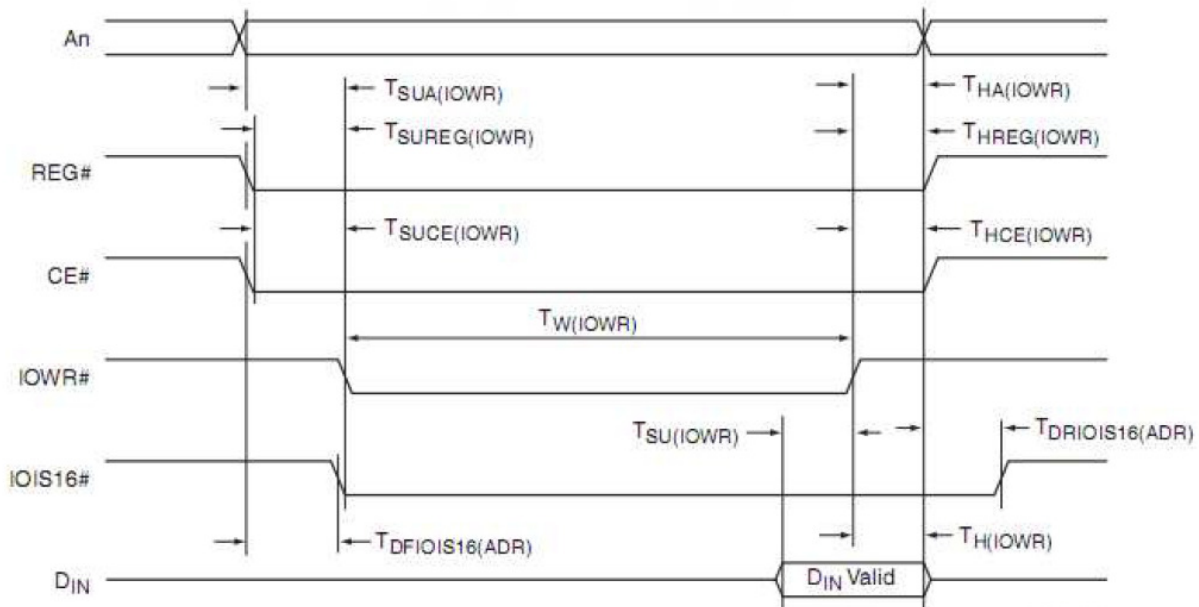 An
TSUA(IOWR) THA(IOWR)
TSUREG(IOWR) THREG(IOWR)
REG#
TSUCE(IOWR) THCE(IOWR)
CE#
TW(IOWR)
IOWR#
TSU(IOWR) TDRIOIS16(ADR)
IOIS16#
TDFIOIS16(ADR) TH(IOWR)
DIN DIN Valid